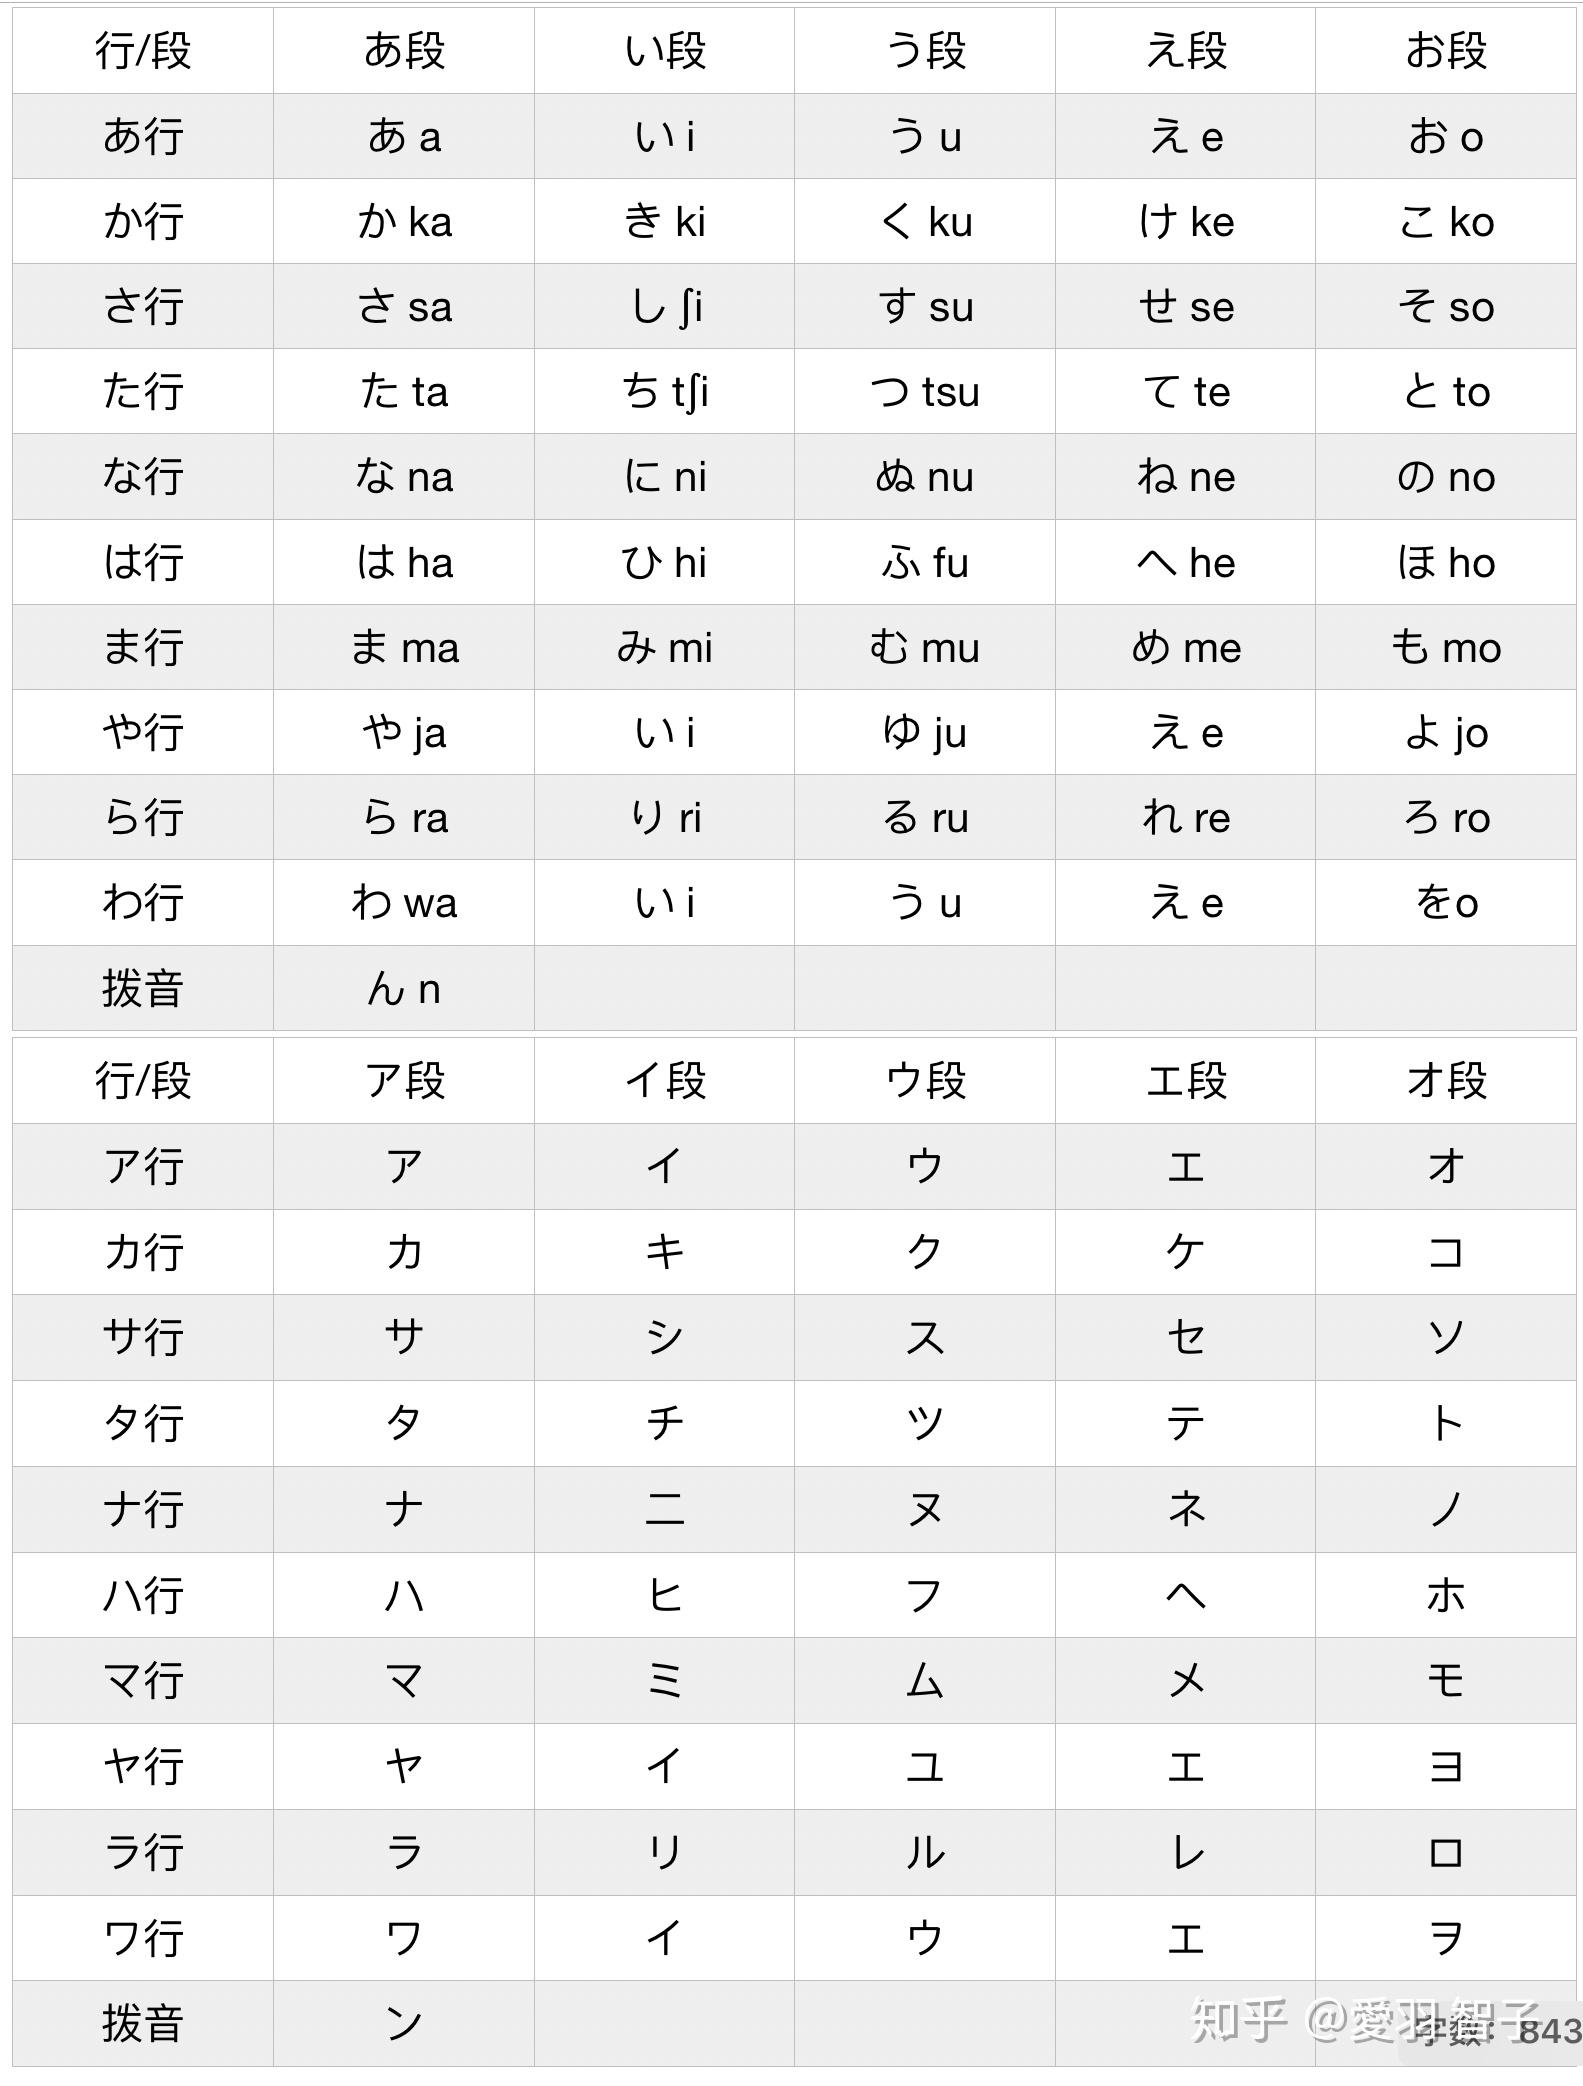 行/段 あ段 い段 う段 え段 お段
あ行 あ a い i う u え e お o
か行 か ka き ki く ku け ke こ ko
さ行 さ sa し ʃi す su せ se そ so
た行 た ta ち tʃi つ tsu て te と to
な行 な na に ni ぬ nu ね ne の no
は行 は ha ひ hi ふ fu へ he ほ ho
ま行 ま ma み mi む mu め me も mo
や行 や ja い i ゆ ju え e よ jo
ら行 ら ra り ri る ru れ re ろ ro
わ行 わ wa い i う u え e をo
拨音 ん n
行/段 ア段 イ段 ウ段 エ段 オ段
ア行 ア イ ウ エ オ
カ行 カ キ ク ケ コ
サ行 サ シ ス セ ソ
タ行 タ チ ツ テ ト
ナ行 ナ ニ ヌ ネ ノ
ハ行 ハ ヒ フ ヘ ホ
マ行 マ ミ ム メ モ
ヤ行 ヤ イ ユ エ ヨ
ラ行 ラ リ ル レ ロ
ワ行 ワ イ ウ エ ヲ
拨音 ン
知乎 @愛羽 智子
字数: 843